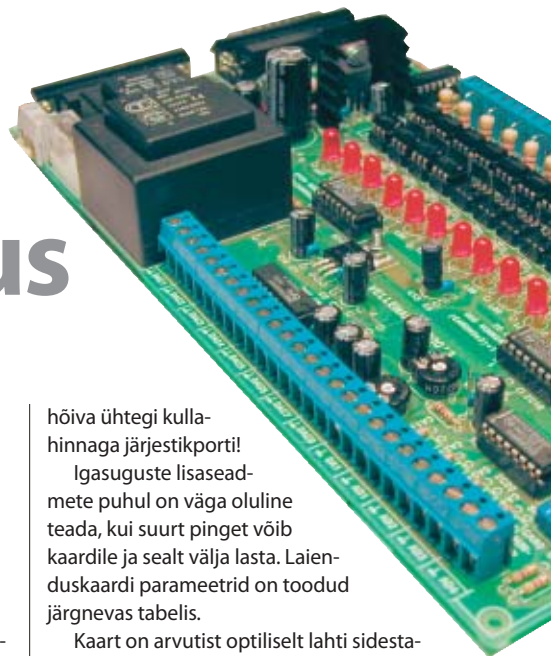 us
hõiva ühtegi kulla-
hinnaga järjestikporti!
Igasuguste lisasead-
mete puhul on väga oluline
teada, kui suurt pinget võib
kaardile ja sealt välja lasta. Laien-
duskaardi parameetrid on toodud
järgnevas tabelis.
Kaart on arvutist optiliselt lahti sidesta-
-